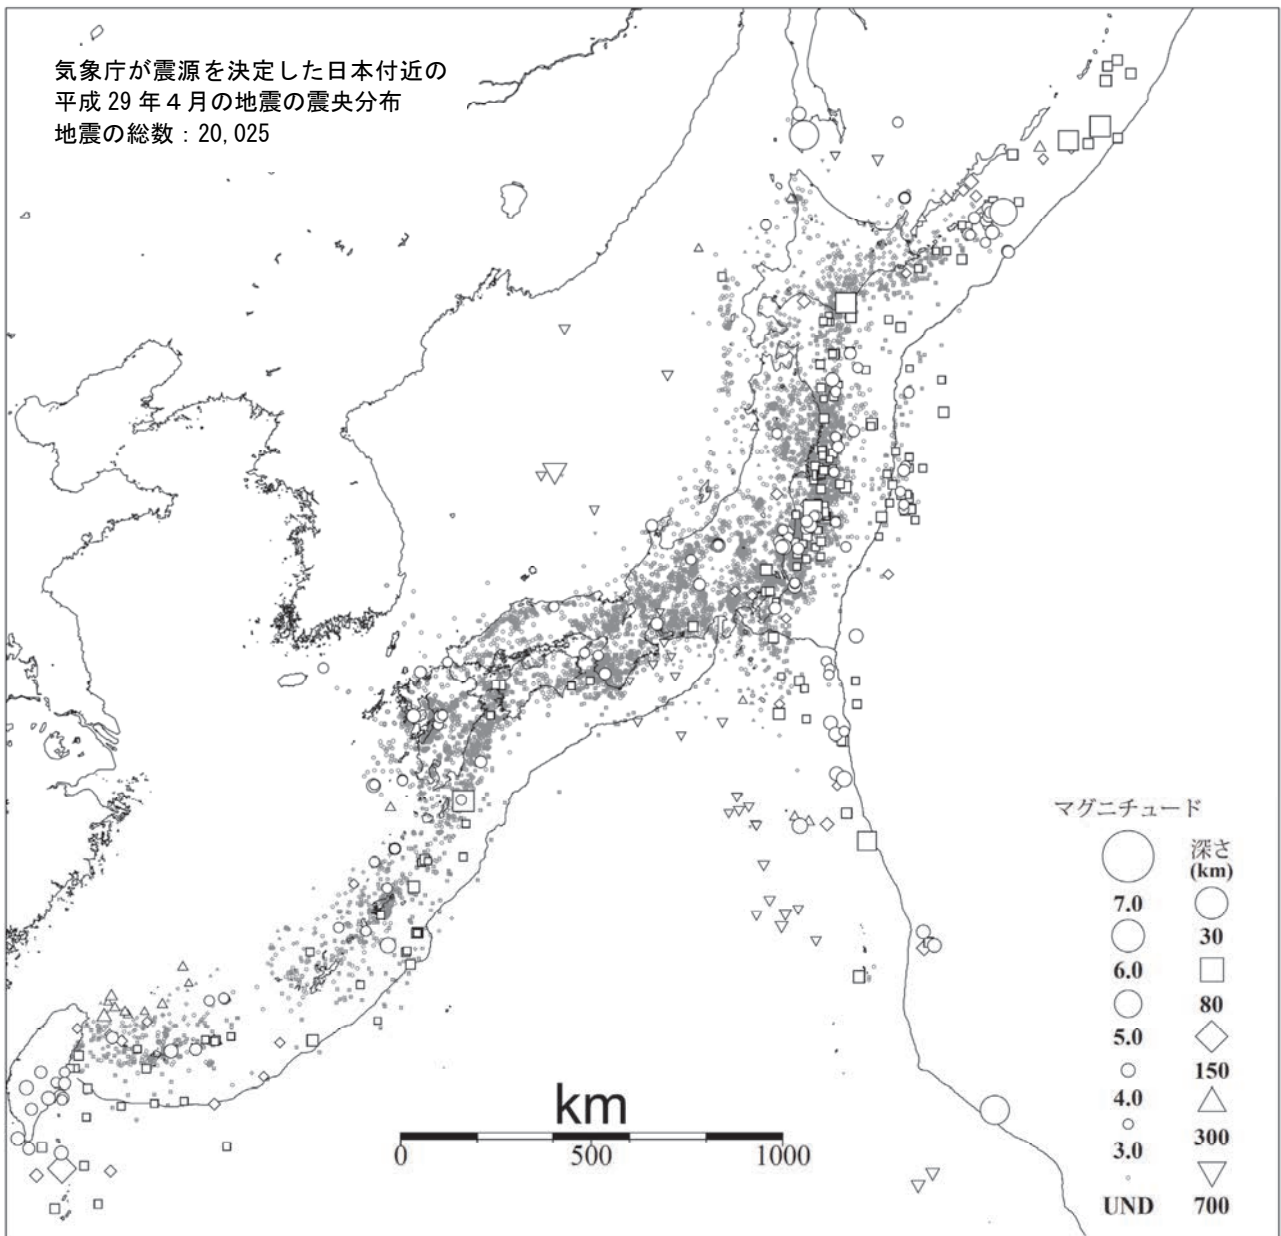 気象庁が震源を決定した日本付近の
平成 29 年４月の地震の震央分布
地震の総数：20,025
マグニチュード
深さ
(km)
7.0
30
6.0
80
5.0
150
4.0
300
3.0
UND 700
km
0 500 1000